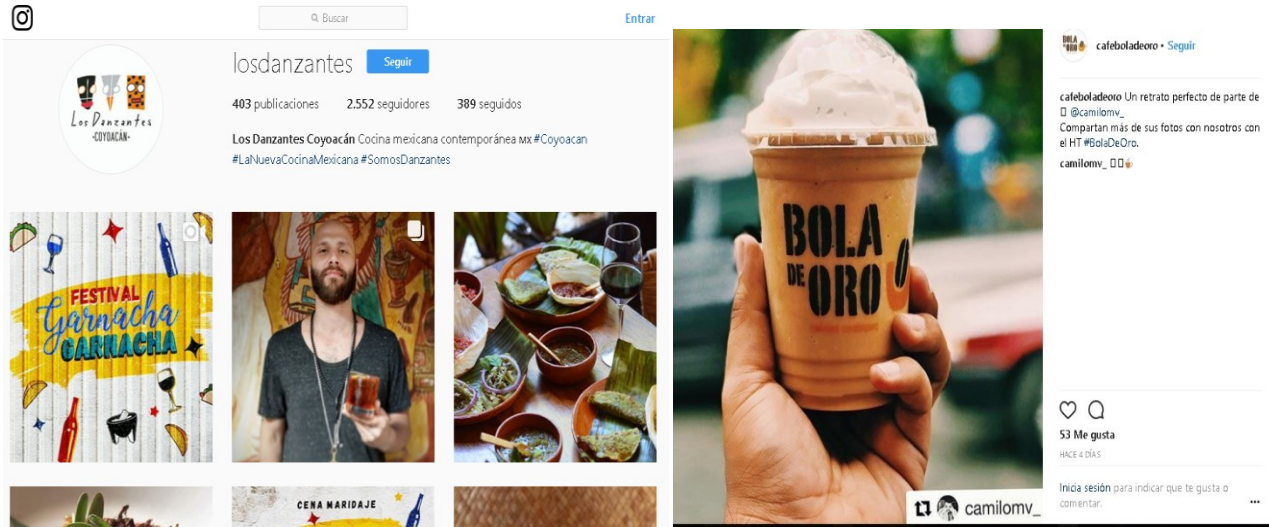 Buscar
Entrar
Los Danzantes
-COYOACÁN-
losdanzantes
Seguir
403 publicaciones 2.552 seguidores 389 seguidos
Los Danzantes Coyoacán Cocina mexicana contemporánea MX #Coyoacan
#LaNuevaCocinaMexicana #SomosDanzantes
FESTIVAL
Garnacha
GARNACHA
CENA MARIDAJE
BOLA
DE ORO
camilomv_
BOLA
DE ORO
cafeboladeoro • Seguir
cafeboladeoro Un retrato perfecto de parte de
@camilomv_
Compartan más de sus fotos con nosotros con
el HT #BolaDeOro.
camilomv_
53 Me gusta
HACE 4 DÍAS
Inicia sesión para indicar que te gusta o
comentar.